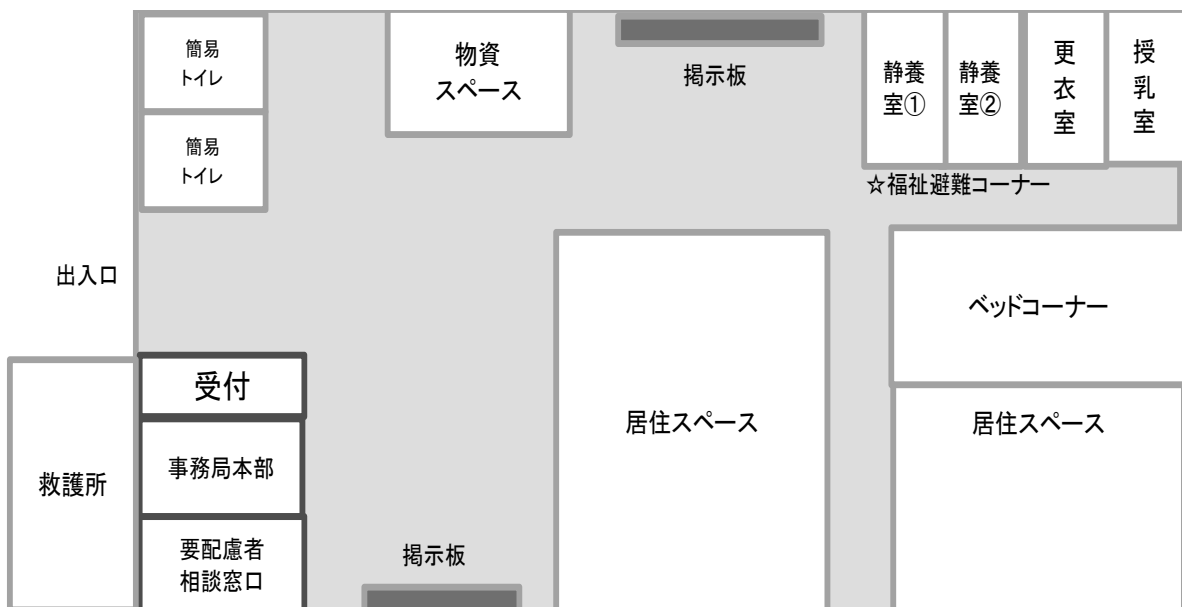 簡易
トイレ
物資
スペース
掲示板
静養
室①
静養
室②
更
衣
室
授
乳
室
簡易
トイレ
☆福祉避難コーナー
出入口
ベッドコーナー
受付
居住スペース
居住スペース
事務局本部
救護所
要配慮者
相談窓口
掲示板